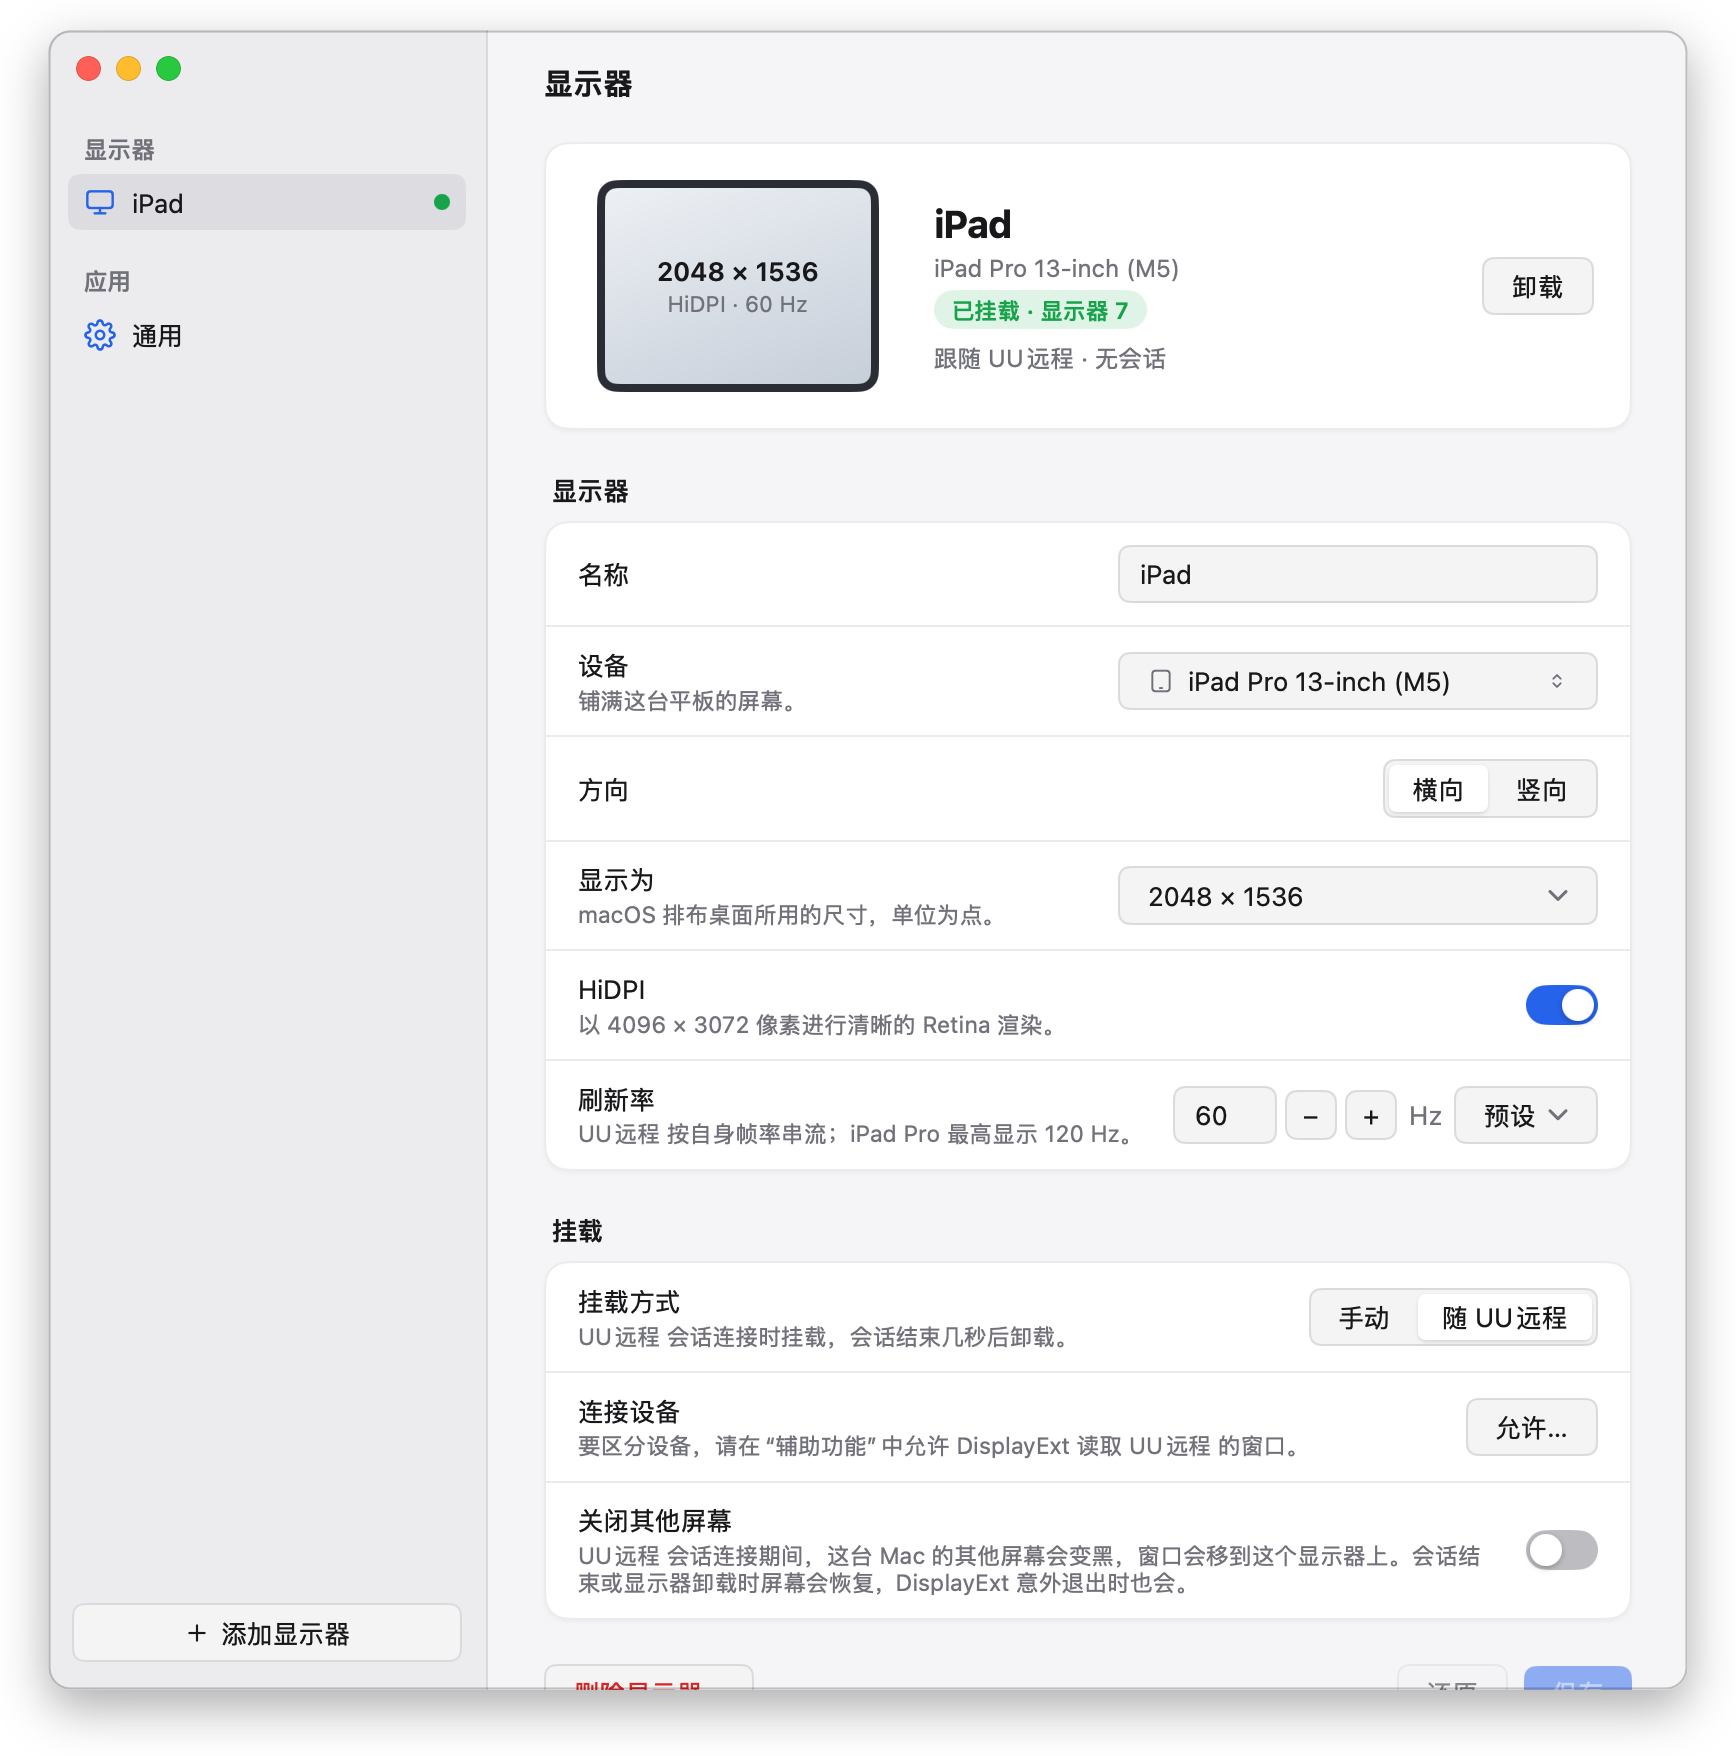 显示器
iPad
应用
通用
添加显示器
显示器
2048 × 1536
HiDPI · 60 Hz
iPad
iPad Pro 13-inch (M5)
已挂载 · 显示器 7
跟随 UU远程 · 无会话
卸载
显示器
名称
iPad
设备
铺满这台平板的屏幕。
iPad Pro 13-inch (M5)
方向
横向 竖向
显示为
macOS 排布桌面所用的尺寸，单位为点。
2048 × 1536
HiDPI
以 4096 × 3072 像素进行清晰的 Retina 渲染。
刷新率
UU远程 按自身帧率串流；iPad Pro 最高显示 120 Hz。
60 − + Hz 预设
挂载
挂载方式
UU远程 会话连接时挂载，会话结束几秒后卸载。
手动 随 UU远程
连接设备
要区分设备，请在“辅助功能”中允许 DisplayExt 读取 UU远程 的窗口。
允许...
关闭其他屏幕
UU远程 会话连接期间，这台 Mac 的其他屏幕会变黑，窗口会移到这个显示器上。会话结
束或显示器卸载时屏幕会恢复，DisplayExt 意外退出时也会。
删除显示器
还原
保存